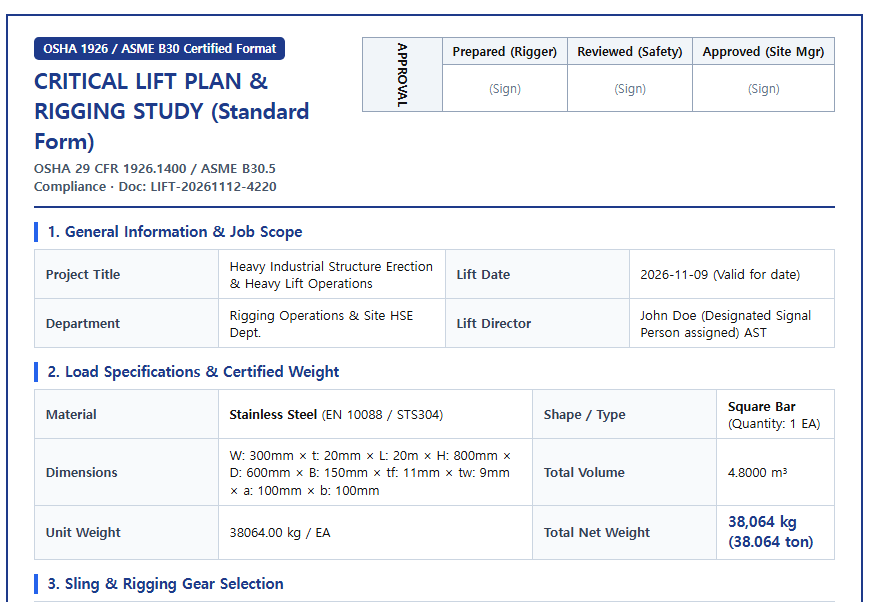 OSHA 1926 / ASME B30 Certified Format
CRITICAL LIFT PLAN &
RIGGING STUDY (Standard
Form)
OSHA 29 CFR 1926.1400 / ASME B30.5
Compliance · Doc: LIFT-20261112-4220
APPROVAL
Prepared (Rigger)
Reviewed (Safety)
Approved (Site Mgr)
(Sign)
(Sign)
(Sign)
1. General Information & Job Scope
Project Title
Heavy Industrial Structure Erection
& Heavy Lift Operations
Lift Date
2026-11-09 (Valid for date)
Department
Rigging Operations & Site HSE
Dept.
Lift Director
John Doe (Designated Signal
Person assigned) AST
2. Load Specifications & Certified Weight
Material
Stainless Steel (EN 10088 / STS304)
Shape / Type
Square Bar
(Quantity: 1 EA)
Dimensions
W: 300mm × t: 20mm × L: 20m × H: 800mm ×
D: 600mm × B: 150mm × tf: 11mm × tw: 9mm
× a: 100mm × b: 100mm
Total Volume
4.8000 m³
Unit Weight
38064.00 kg / EA
Total Net Weight
38,064 kg
(38.064 ton)
3. Sling & Rigging Gear Selection